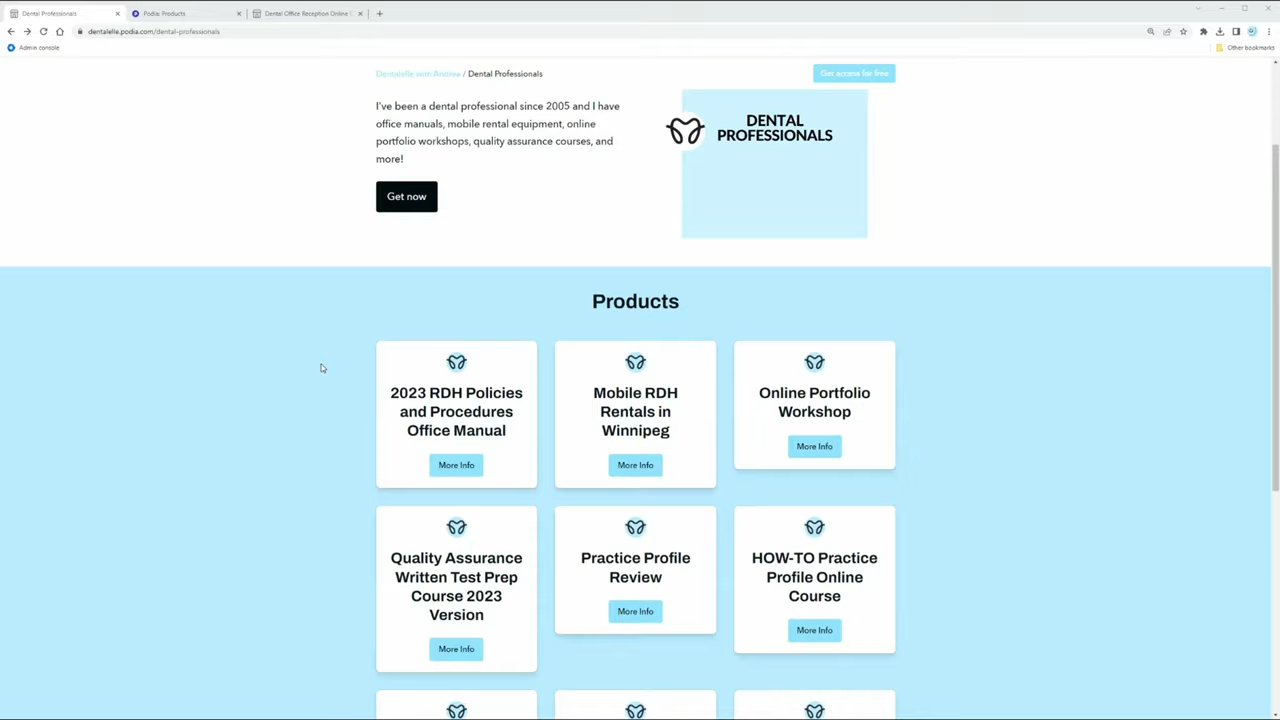 Dental Professionals
Podia: Products
Dental Office Reception Online
dentalelle.podia.com/dental-professionals
Admin console
Other bookmarks
Dentalelle with Andrea / Dental Professionals
Get access for free
I've been a dental professional since 2005 and I have
office manuals, mobile rental equipment, online
portfolio workshops, quality assurance courses, and
more!
Get now
DENTAL
PROFESSIONALS
Products
2023 RDH Policies
and Procedures
Office Manual
More Info
Mobile RDH
Rentals in
Winnipeg
More Info
Online Portfolio
Workshop
More Info
Quality Assurance
Written Test Prep
Course 2023
Version
More Info
Practice Profile
Review
More Info
HOW-TO Practice
Profile Online
Course
More Info